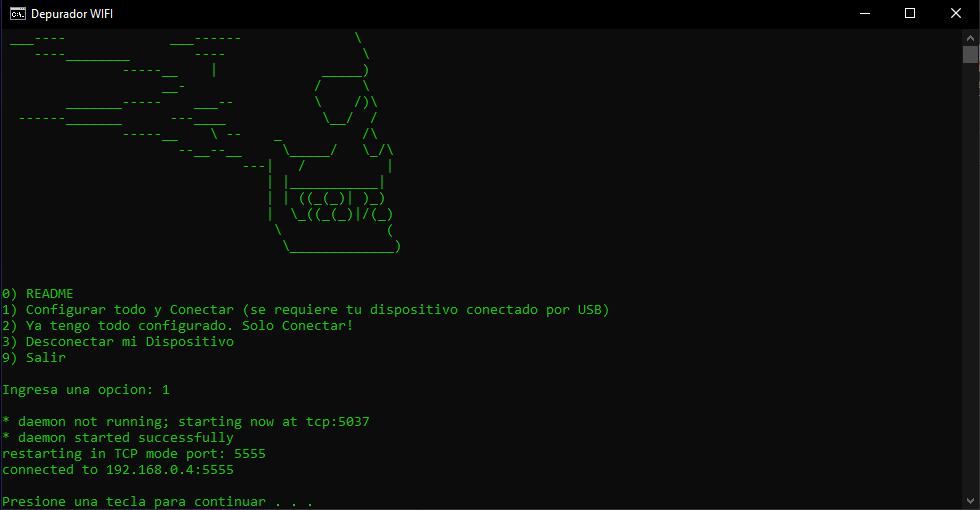 Depurador WIFI
0) README
1) Configurar todo y Conectar (se requiere tu dispositivo conectado por USB)
2) Ya tengo todo configurado. Solo Conectar!
3) Desconectar mi Dispositivo
9) Salir
Ingresa una opcion: 1
* daemon not running; starting now at tcp:5037
* daemon started successfully
restarting in TCP mode port: 5555
connected to 192.168.0.4:5555
Presione una tecla para continuar . . .